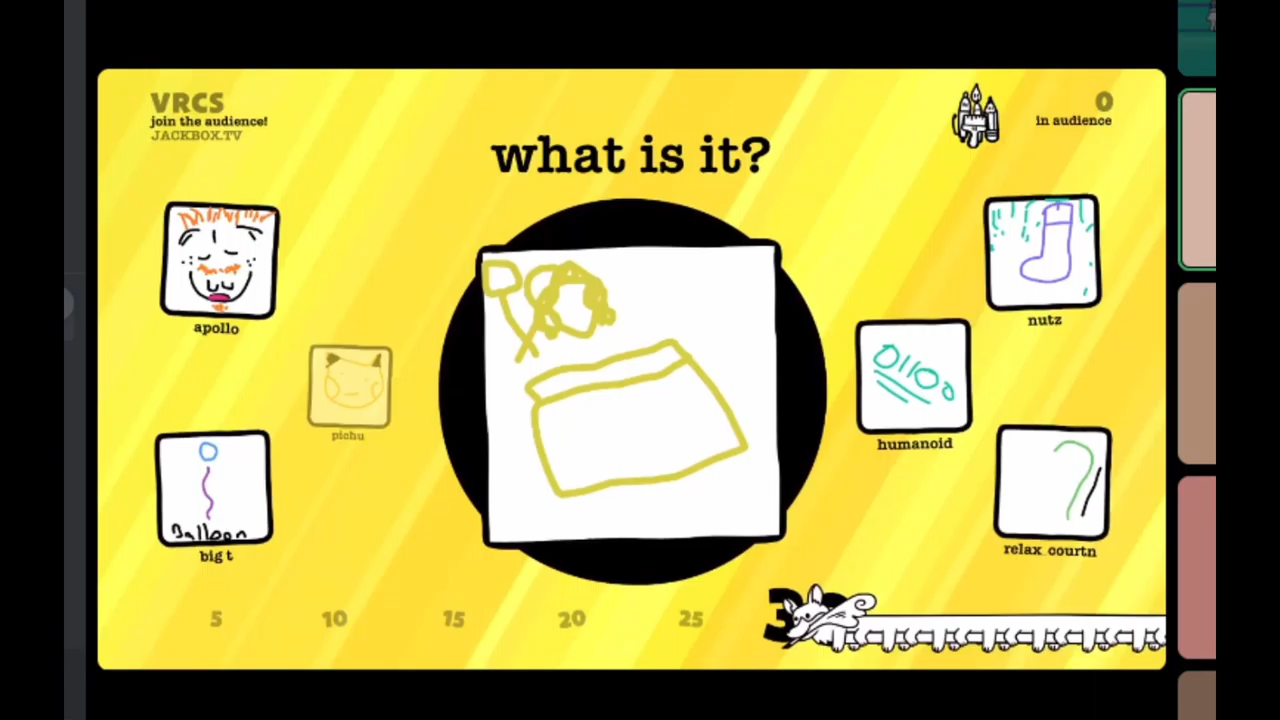 VRCS
join the audience!
JACKBOX.TV
0
in audience
what is it?
apollo
nutz
01100
humanoid
pichu
Balloon
big t
relax courtn
5
10
15
20
25